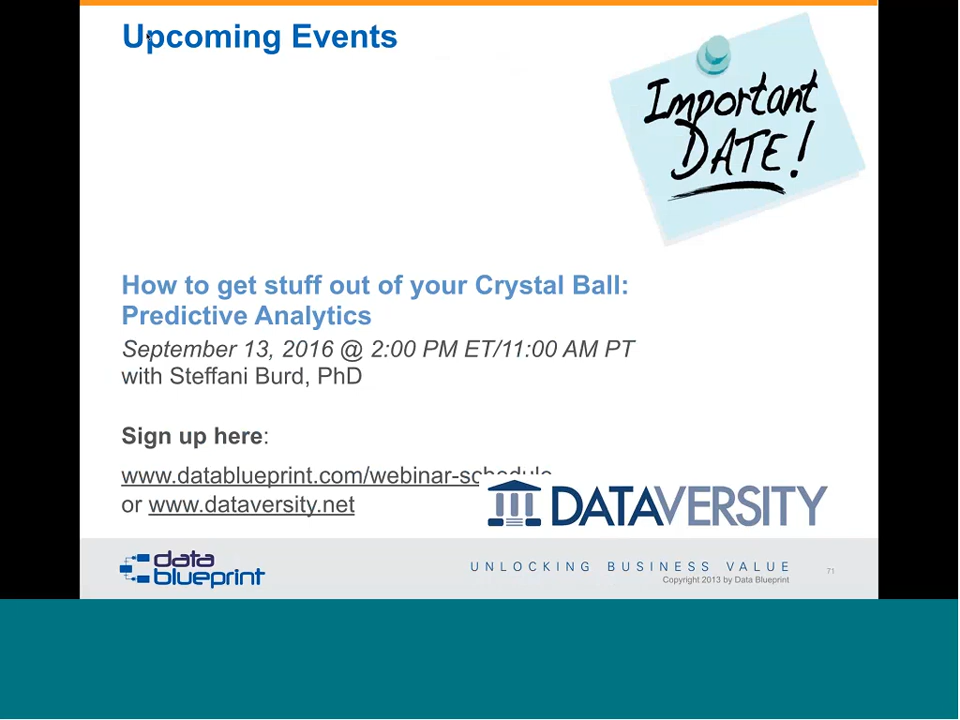 Upcoming Events
Important
DATE!
How to get stuff out of your Crystal Ball:
Predictive Analytics
September 13, 2016 @ 2:00 PM ET/11:00 AM PT
with Steffani Burd, PhD
Sign up here:
www.datablueprint.com/webinar-schedule
or www.dataversity.net
DATAVERSITY
data
blueprint
UNLOCKING BUSINESS VALUE
Copyright 2013 by Data Blueprint
71